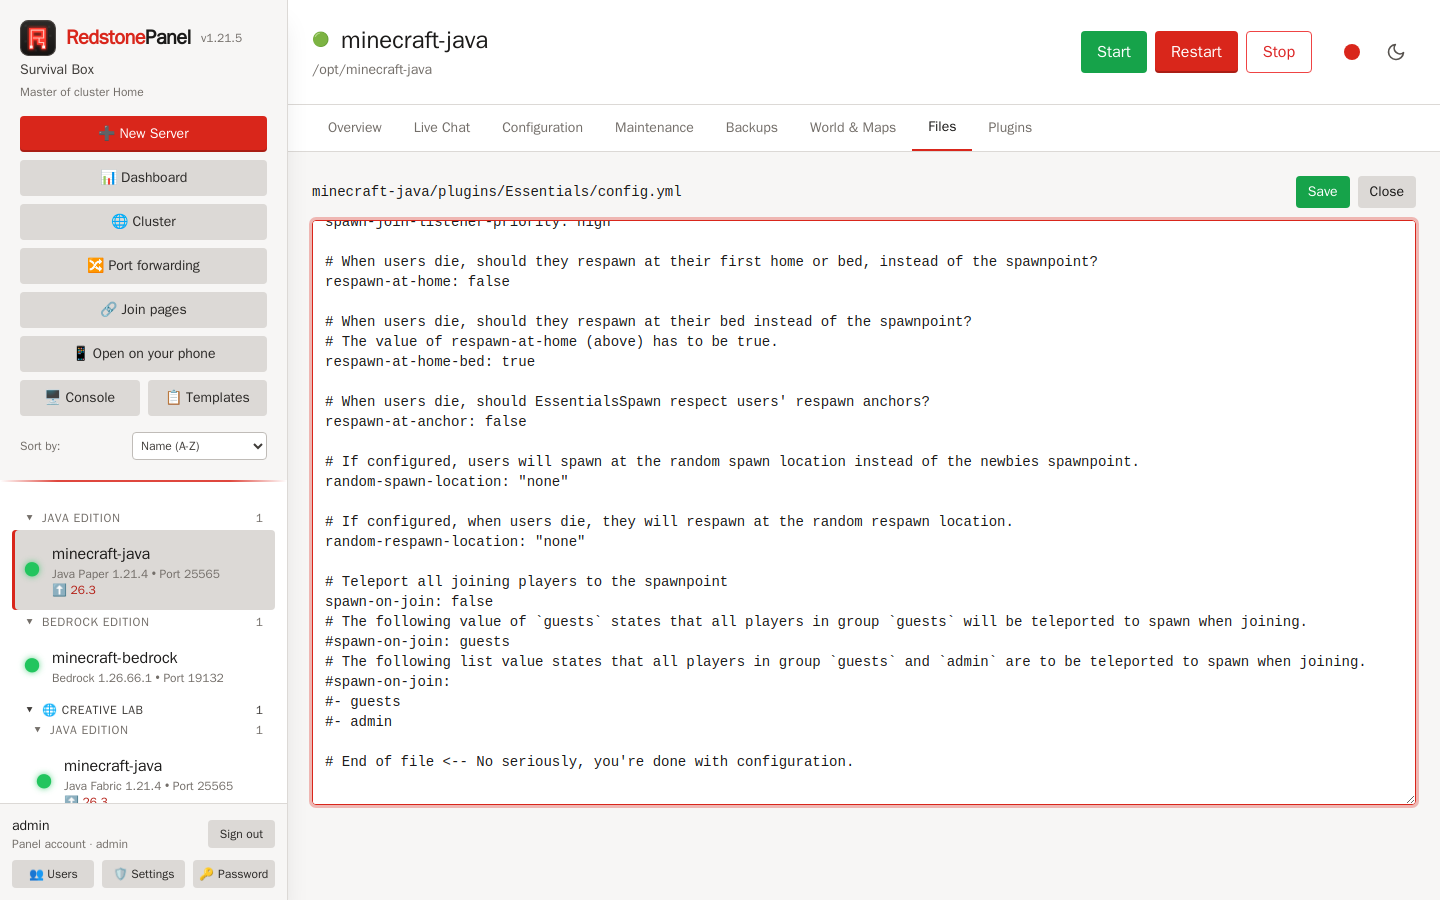 RedstonePanel v1.21.5
Survival Box
Master of cluster Home
➕ New Server
📊 Dashboard
🌐 Cluster
🔀 Port forwarding
🔗 Join pages
📱 Open on your phone
🖥️ Console
📋 Templates
Sort by:
Name (A-Z)
▼ JAVA EDITION 1
minecraft-java
Java Paper 1.21.4 • Port 25565
⬆️ 26.3
▼ BEDROCK EDITION 1
minecraft-bedrock
Bedrock 1.26.66.1 • Port 19132
▼ 🌐 CREATIVE LAB 1
▼ JAVA EDITION 1
minecraft-java
Java Fabric 1.21.4 • Port 25565
⬆️ 26.3
admin
Panel account · admin
Sign out
👥 Users
🛡️ Settings
🔑 Password
minecraft-java
/opt/minecraft-java
Start
Restart
Stop
Overview
Live Chat
Configuration
Maintenance
Backups
World & Maps
Files
Plugins
minecraft-java/plugins/Essentials/config.yml
Save
Close
spawn-join-listener-priority: high
# When users die, should they respawn at their first home or bed, instead of the spawnpoint?
respawn-at-home: false
# When users die, should they respawn at their bed instead of the spawnpoint?
# The value of respawn-at-home (above) has to be true.
respawn-at-home-bed: true
# When users die, should EssentialsSpawn respect users' respawn anchors?
respawn-at-anchor: false
# If configured, users will spawn at the random spawn location instead of the newbies spawnpoint.
random-spawn-location: "none"
# If configured, when users die, they will respawn at the random respawn location.
random-respawn-location: "none"
# Teleport all joining players to the spawnpoint
spawn-on-join: false
# The following value of `guests` states that all players in group `guests` will be teleported to spawn when joining.
#spawn-on-join: guests
# The following list value states that all players in group `guests` and `admin` are to be teleported to spawn when joining.
#spawn-on-join:
#- guests
#- admin
# End of file <-- No seriously, you're done with configuration.